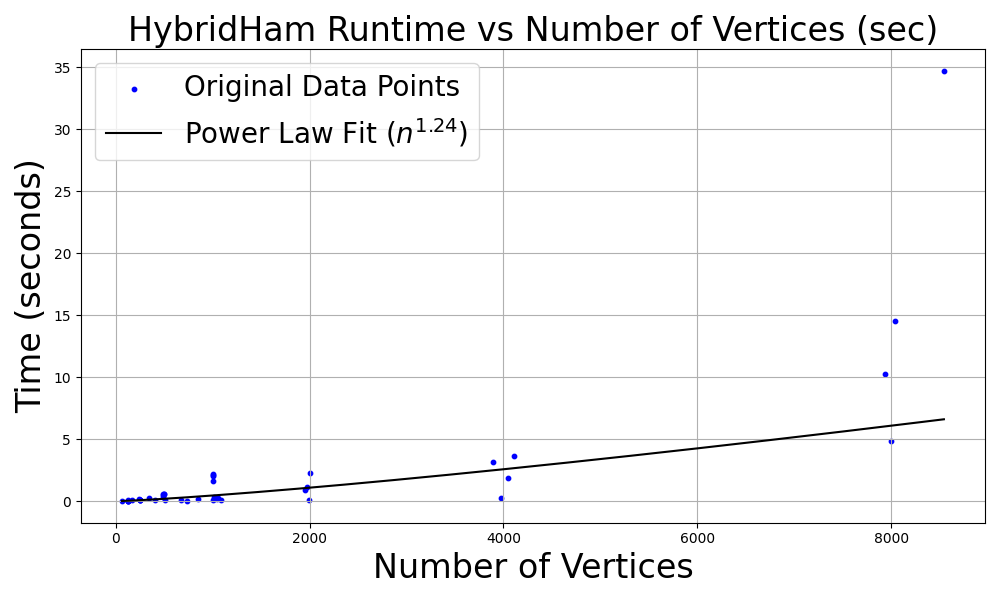 HybridHam Runtime vs Number of Vertices (sec)
Original Data Points
Power Law Fit (n^1.24)
Time (seconds)
35
30
25
20
15
10
5
0
0 2000 4000 6000 8000
Number of Vertices